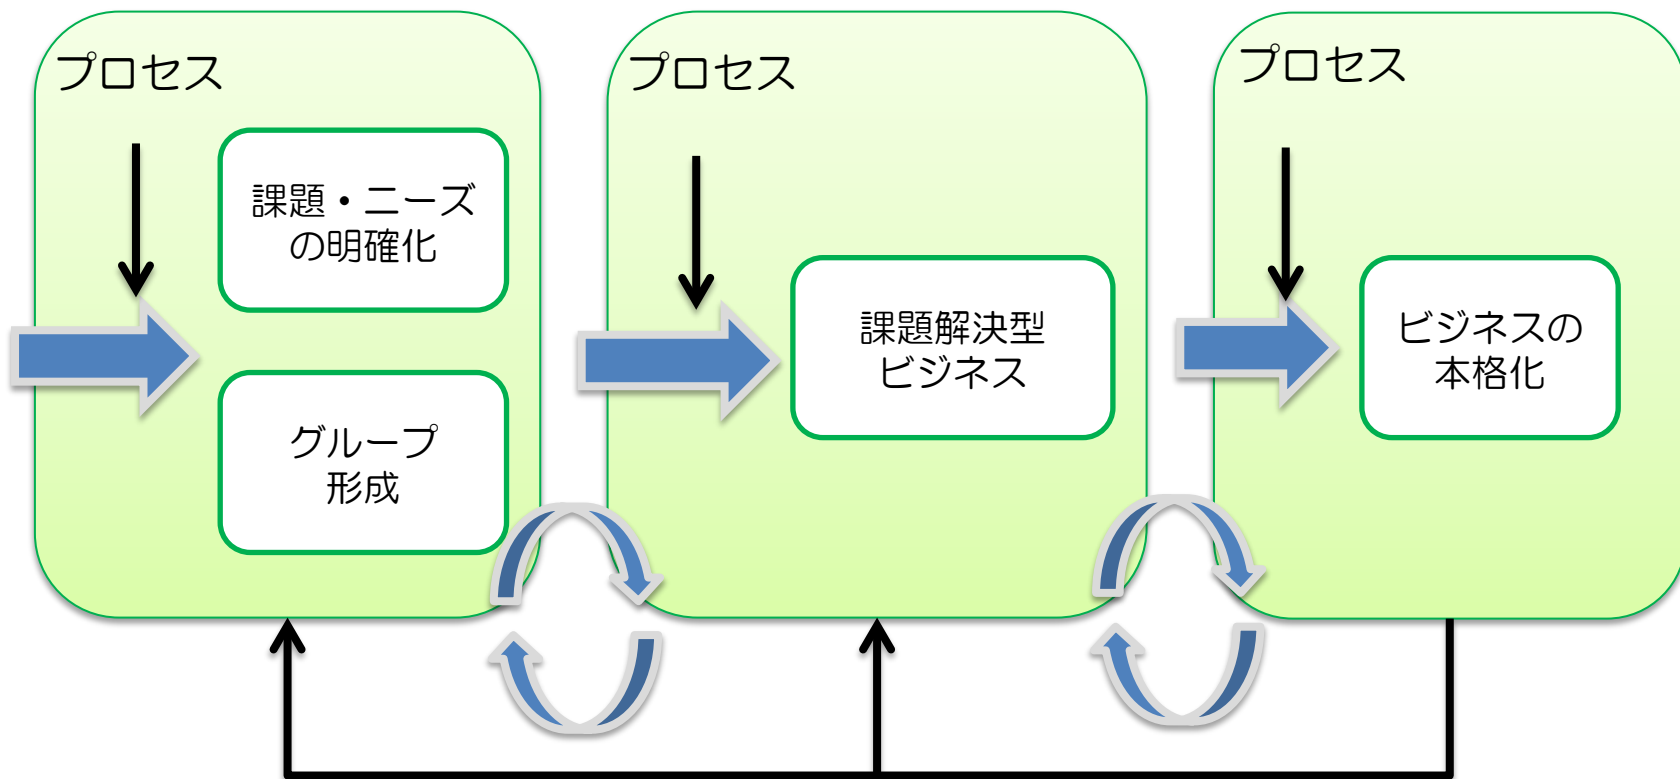 プロセス
課題・ニーズ
の明確化
グループ
形成
プロセス
課題解決型
ビジネス
プロセス
ビジネスの
本格化